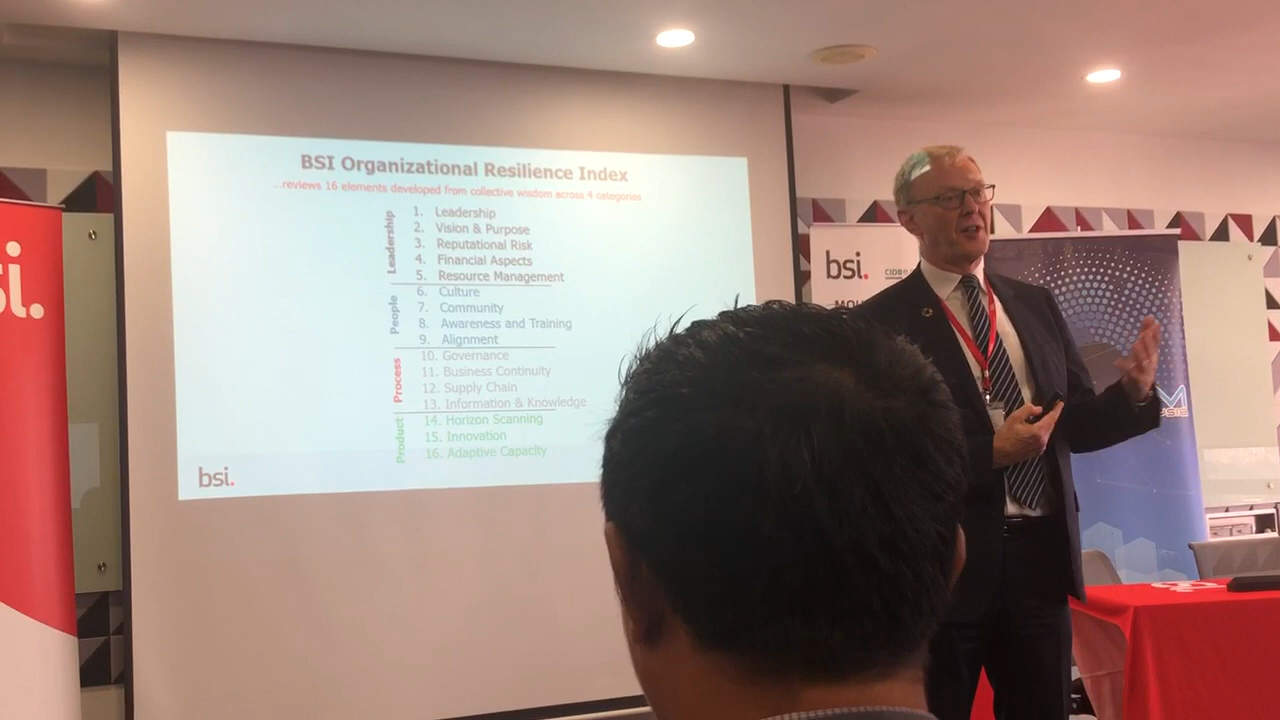 BSI Organizational Resilience Index
...reviews 16 elements developed from collective wisdom across 4 categories
Leadership
1. Leadership
2. Vision & Purpose
3. Reputational Risk
4. Financial Aspects
5. Resource Management
People
6. Culture
7. Community
8. Awareness and Training
9. Alignment
Process
10. Governance
11. Business Continuity
12. Supply Chain
13. Information & Knowledge
Product
14. Horizon Scanning
15. Innovation
16. Adaptive Capacity
bsi.
si.
bsi.
CIDB